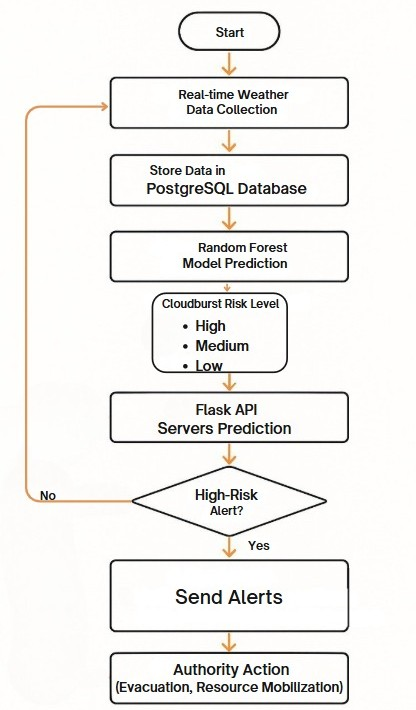 Start
Real-time Weather
Data Collection
Store Data in
PostgreSQL Database
Random Forest
Model Prediction
Cloudburst Risk Level
• High
• Medium
• Low
Flask API
Servers Prediction
High-Risk
Alert?
No
Yes
Send Alerts
Authority Action
(Evacuation, Resource Mobilization)